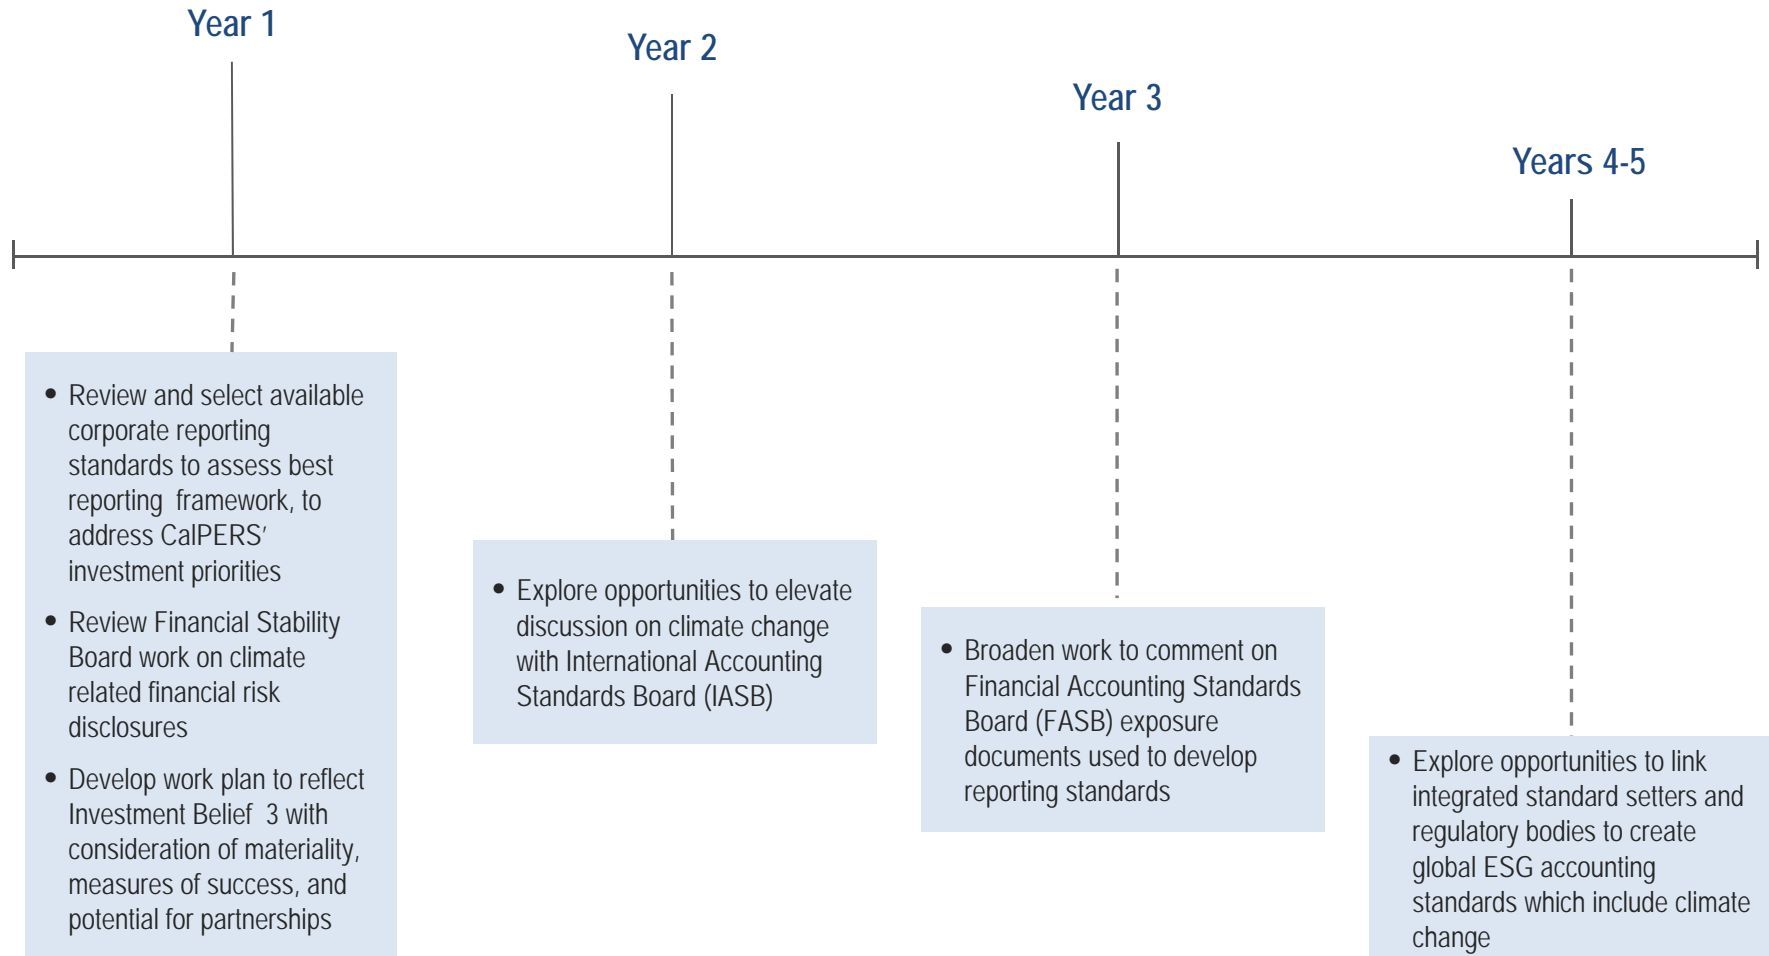 Year 1
Year 2
Year 3
Years 4-5
• Review and select available
corporate reporting
standards to assess best
reporting framework, to
address CalPERS’
investment priorities
• Review Financial Stability
Board work on climate
related financial risk
disclosures
• Develop work plan to reflect
Investment Belief 3 with
consideration of materiality,
measures of success, and
potential for partnerships
• Explore opportunities to elevate
discussion on climate change
with International Accounting
Standards Board (IASB)
• Broaden work to comment on
Financial Accounting Standards
Board (FASB) exposure
documents used to develop
reporting standards
• Explore opportunities to link
integrated standard setters and
regulatory bodies to create
global ESG accounting
standards which include climate
change